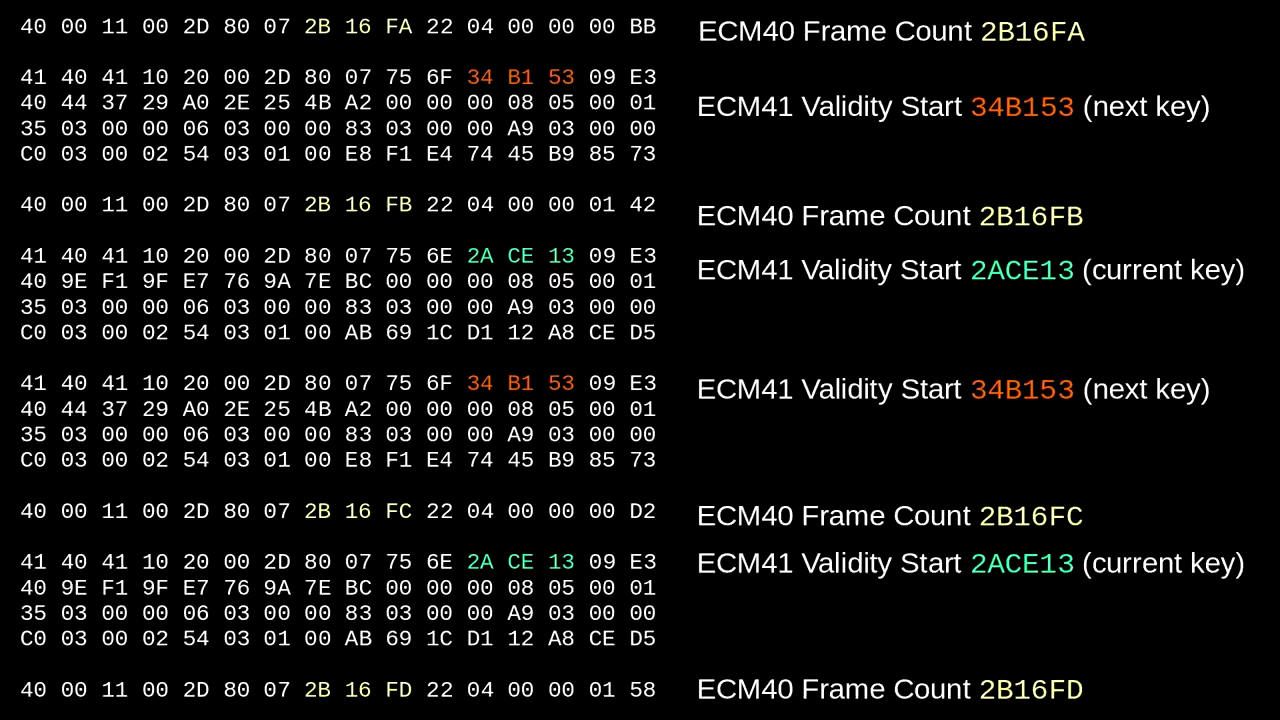 40 00 11 00 2D 80 07 2B 16 FA 22 04 00 00 00 BB
ECM40 Frame Count 2B16FA
41 40 41 10 20 00 2D 80 07 75 6F 34 B1 53 09 E3
40 44 37 29 A0 2E 25 4B A2 00 00 00 08 05 00 01
ECM41 Validity Start 34B153 (next key)
35 03 00 00 06 03 00 00 83 03 00 00 A9 03 00 00
C0 03 00 02 54 03 01 00 E8 F1 E4 74 45 B9 85 73
40 00 11 00 2D 80 07 2B 16 FB 22 04 00 00 01 42
ECM40 Frame Count 2B16FB
41 40 41 10 20 00 2D 80 07 75 6E 2A CE 13 09 E3
ECM41 Validity Start 2ACE13 (current key)
40 9E F1 9F E7 76 9A 7E BC 00 00 00 08 05 00 01
35 03 00 00 06 03 00 00 83 03 00 00 A9 03 00 00
C0 03 00 02 54 03 01 00 AB 69 1C D1 12 A8 CE D5
41 40 41 10 20 00 2D 80 07 75 6F 34 B1 53 09 E3
ECM41 Validity Start 34B153 (next key)
40 44 37 29 A0 2E 25 4B A2 00 00 00 08 05 00 01
35 03 00 00 06 03 00 00 83 03 00 00 A9 03 00 00
C0 03 00 02 54 03 01 00 E8 F1 E4 74 45 B9 85 73
40 00 11 00 2D 80 07 2B 16 FC 22 04 00 00 00 D2
ECM40 Frame Count 2B16FC
41 40 41 10 20 00 2D 80 07 75 6E 2A CE 13 09 E3
ECM41 Validity Start 2ACE13 (current key)
40 9E F1 9F E7 76 9A 7E BC 00 00 00 08 05 00 01
35 03 00 00 06 03 00 00 83 03 00 00 A9 03 00 00
C0 03 00 02 54 03 01 00 AB 69 1C D1 12 A8 CE D5
40 00 11 00 2D 80 07 2B 16 FD 22 04 00 00 01 58
ECM40 Frame Count 2B16FD